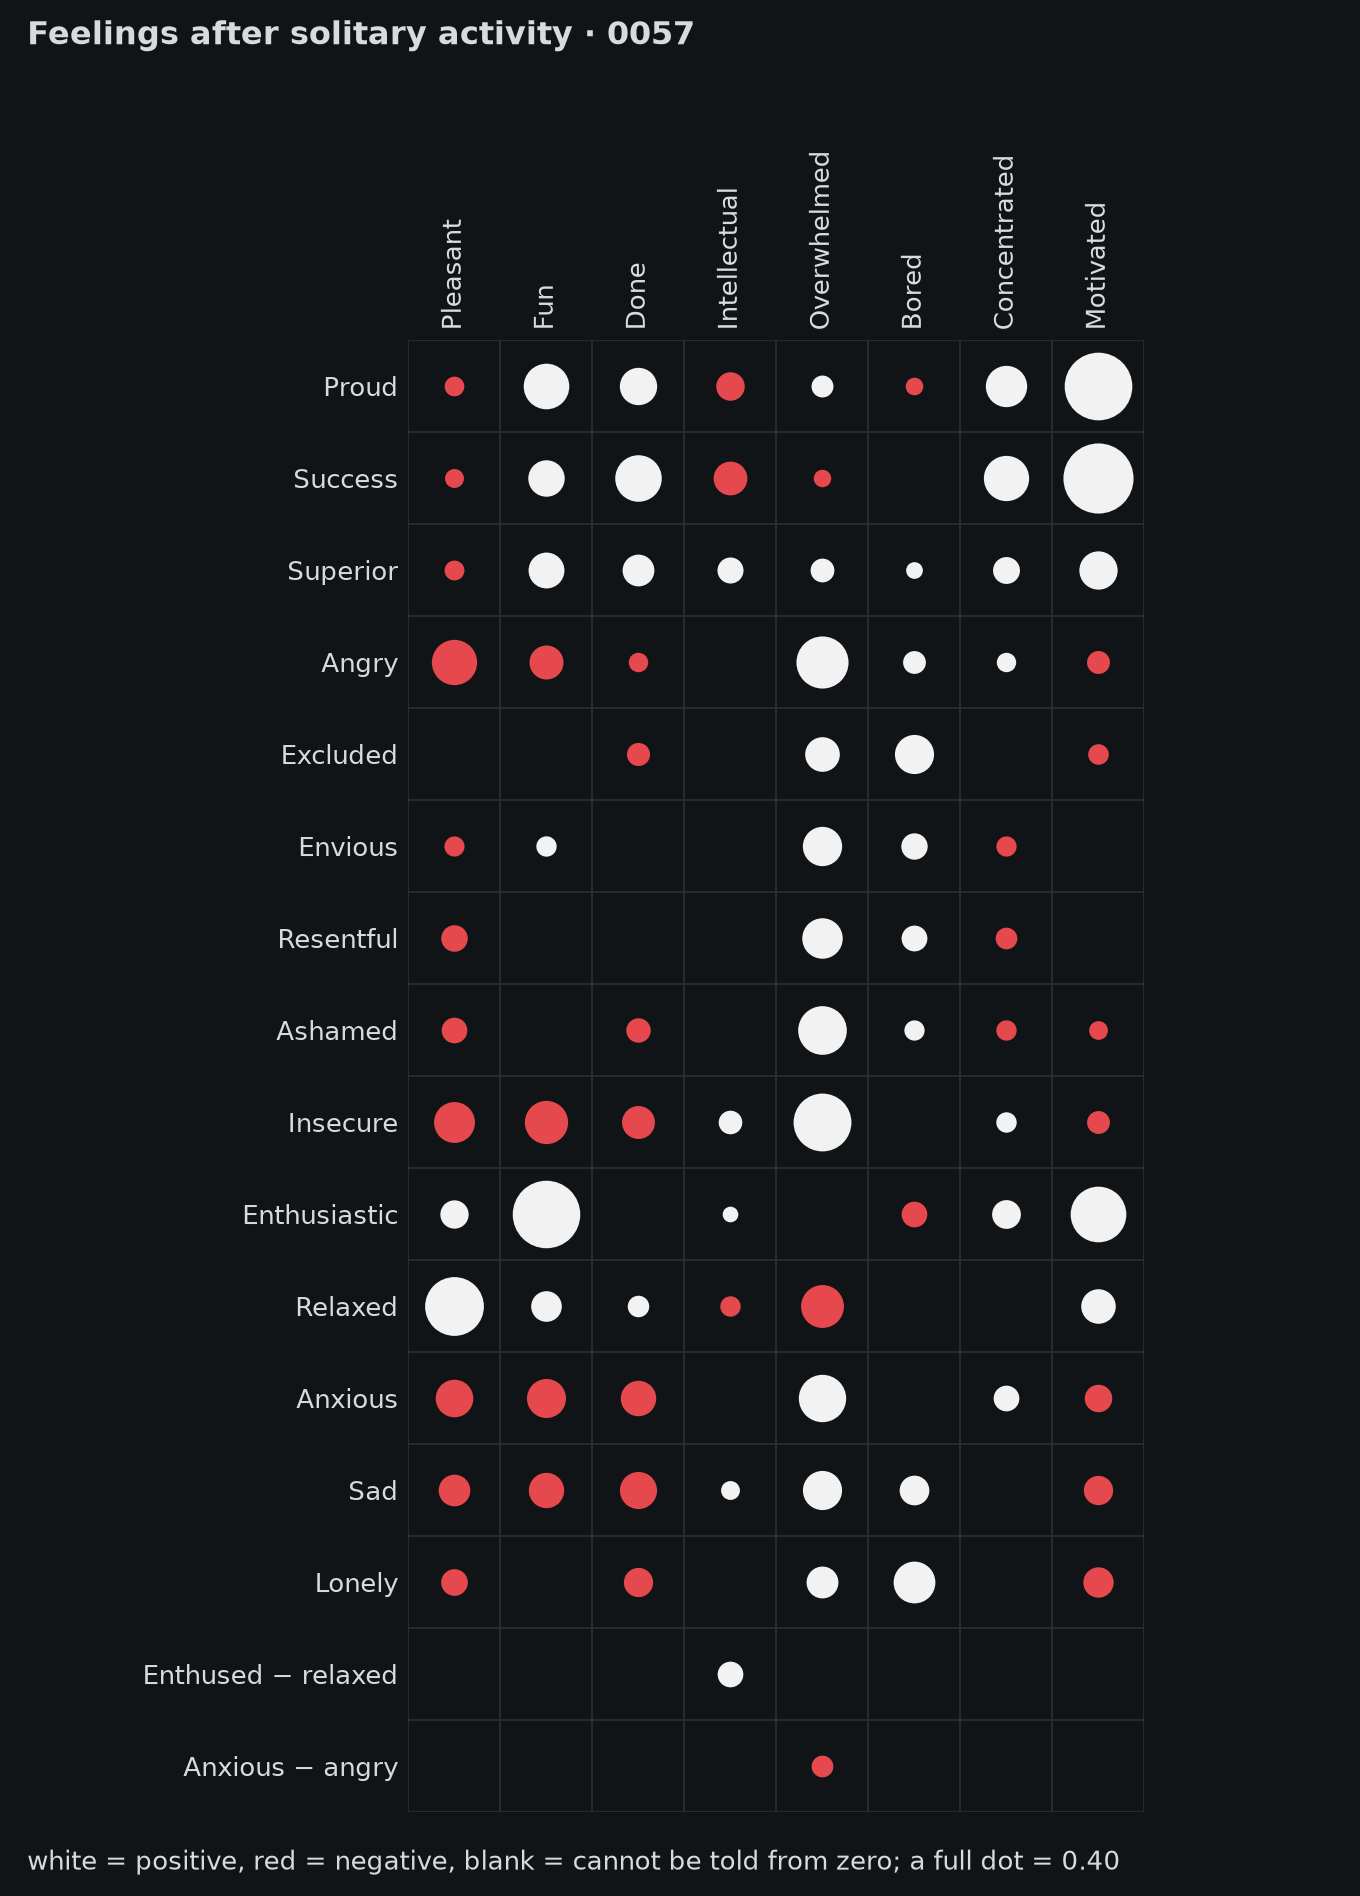 Feelings after solitary activity · 0057
Pleasant
Fun
Done
Intellectual
Overwhelmed
Bored
Concentrated
Motivated
Proud
Success
Superior
Angry
Excluded
Envious
Resentful
Ashamed
Insecure
Enthusiastic
Relaxed
Anxious
Sad
Lonely
Enthused − relaxed
Anxious − angry
white = positive, red = negative, blank = cannot be told from zero; a full dot = 0.40